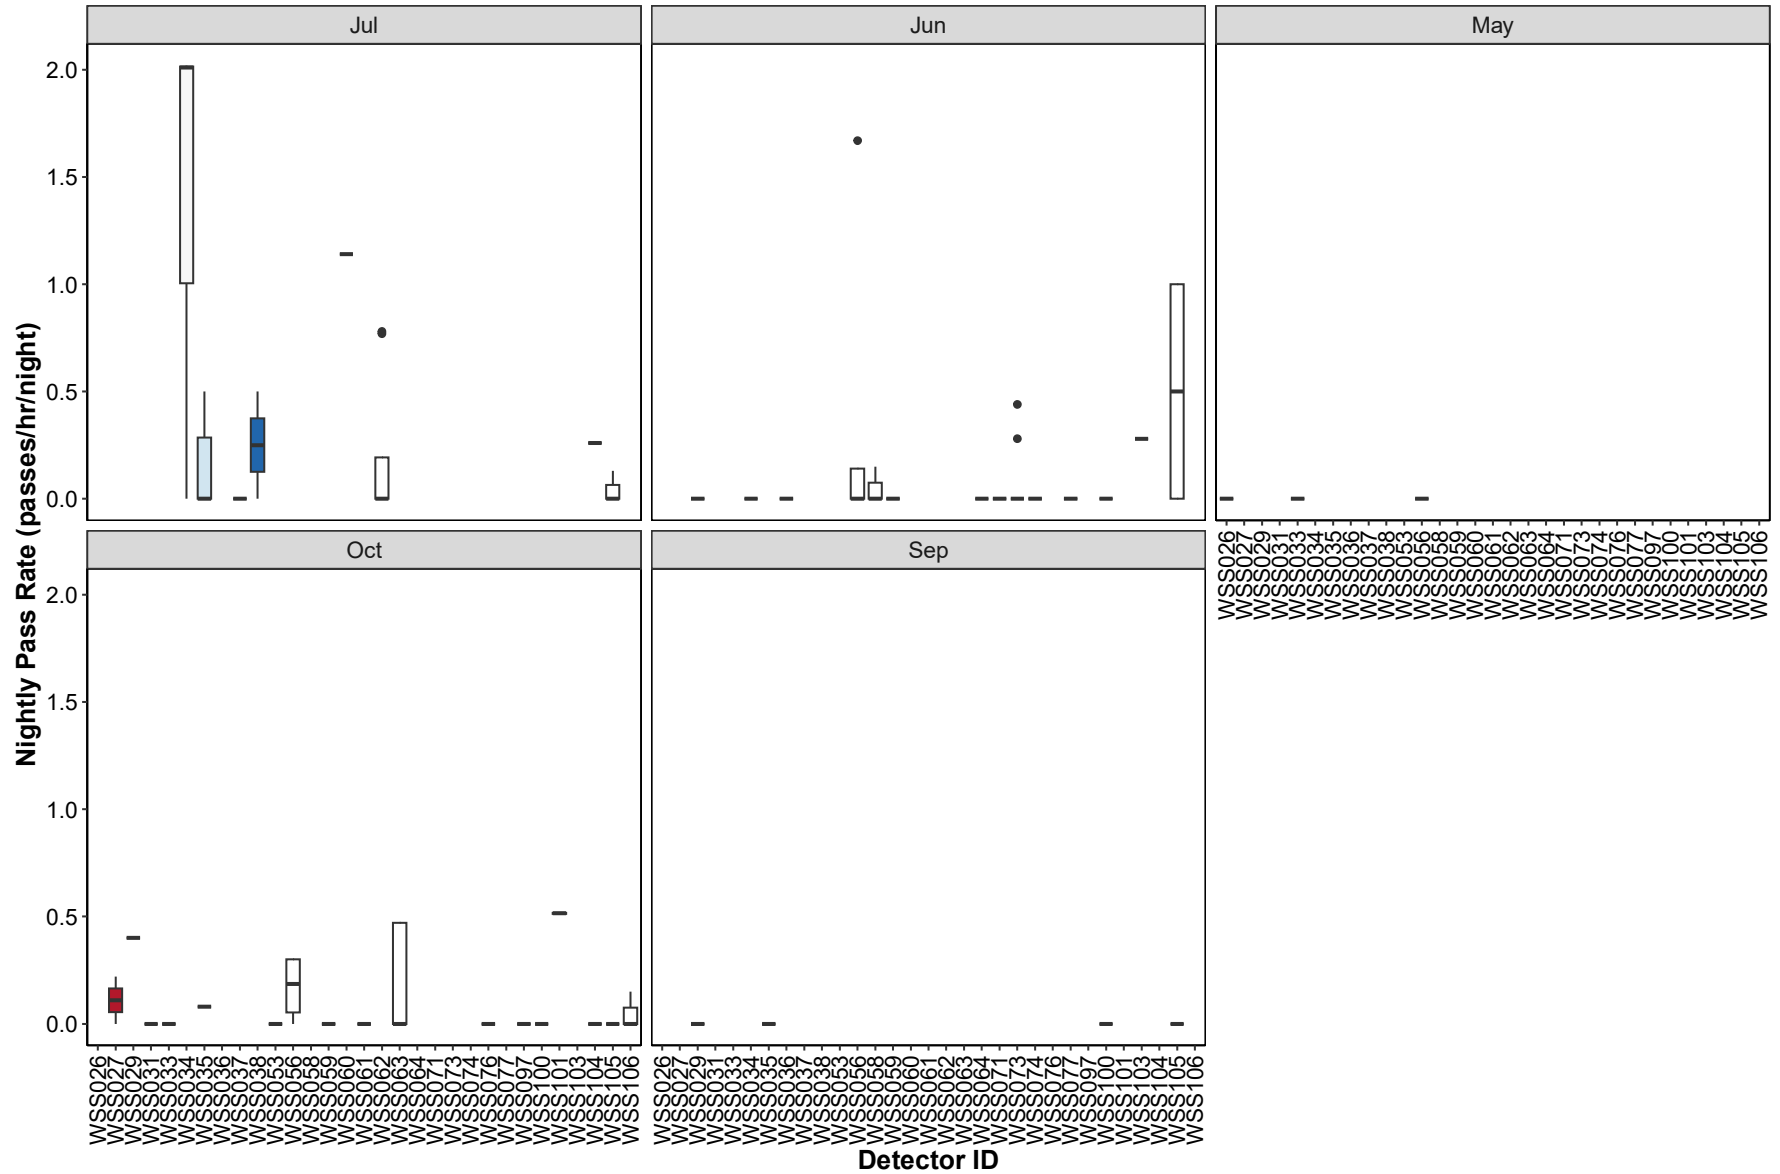 Jul
Jun
May
Nightly Pass Rate (passes/hr/night)
2.0
1.5
1.0
0.5
0.0
WSS026
WSS027
WSS029
WSS031
WSS033
WSS034
WSS035
WSS036
WSS037
WSS038
WSS053
WSS056
WSS058
WSS059
WSS060
WSS061
WSS062
WSS063
WSS064
WSS071
WSS073
WSS074
WSS076
WSS077
WSS097
WSS100
WSS101
WSS103
WSS104
WSS105
WSS106
Oct
Sep
2.0
1.5
1.0
0.5
0.0
WSS026
WSS027
WSS029
WSS031
WSS033
WSS034
WSS035
WSS036
WSS037
WSS038
WSS053
WSS056
WSS058
WSS059
WSS060
WSS061
WSS062
WSS063
WSS064
WSS071
WSS073
WSS074
WSS076
WSS077
WSS097
WSS100
WSS101
WSS103
WSS104
WSS105
WSS106
WSS026
WSS027
WSS029
WSS031
WSS033
WSS034
WSS035
WSS036
WSS037
WSS038
WSS053
WSS056
WSS058
WSS059
WSS060
WSS061
WSS062
WSS063
WSS064
WSS071
WSS073
WSS074
WSS076
WSS077
WSS097
WSS100
WSS101
WSS103
WSS104
WSS105
WSS106
Detector ID